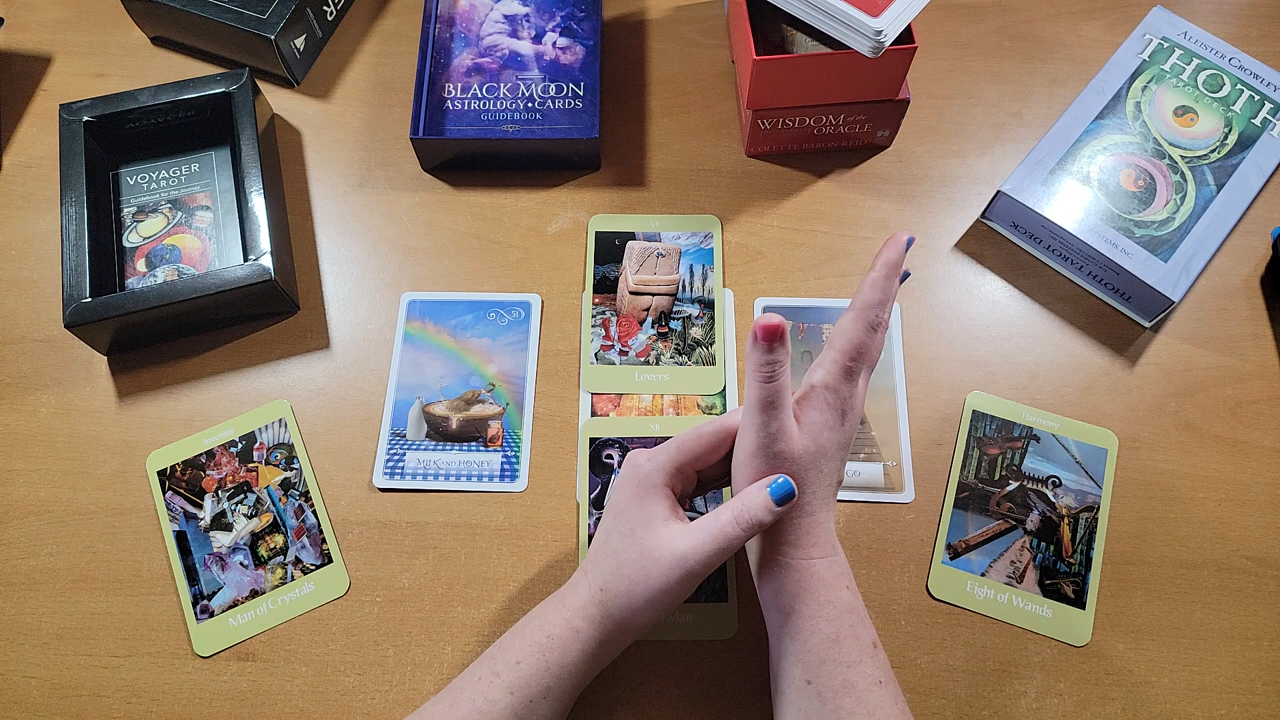 VOYAGER
TAROT
Guidebook for the Journey
BLACK MOON
ASTROLOGY CARDS
GUIDEBOOK
WISDOM of the
ORACLE
COLETTE BARON-REID
ALEISTER CROWLEY
THOTH
TAROT DECK
THOTH TAROT DECK
VI
Lovers
51
MILK AND HONEY
XII
GO
Inventor
Man of Crystals
Harmony
Eight of Wands